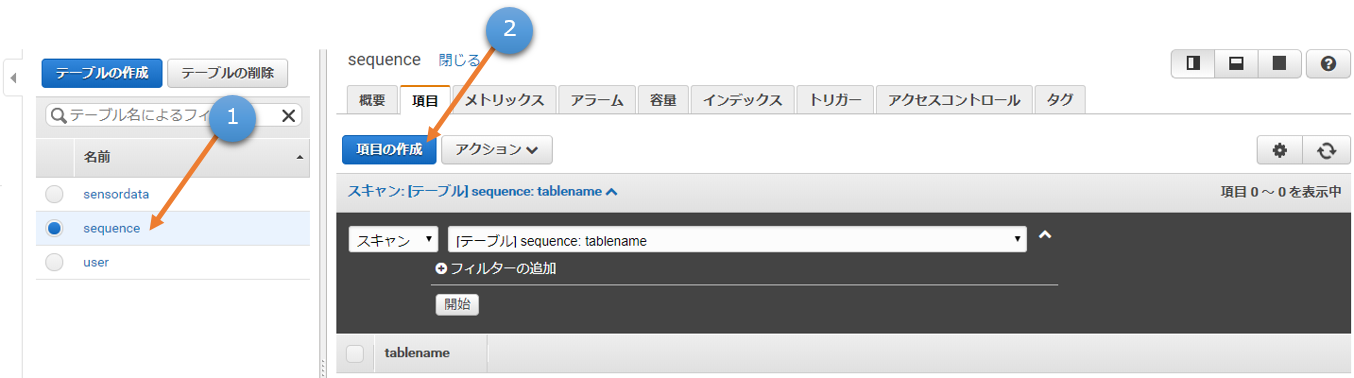 2
1
テーブルの作成
テーブルの削除
テーブル名によるフィ
名前
sensordata
sequence
user
sequence 閉じる
概要 項目 メトリックス アラーム 容量 インデックス トリガー アクセスコントロール タグ
項目の作成 アクション
スキャン: [テーブル] sequence: tablename
項目 0 ～ 0 を表示中
スキャン [テーブル] sequence: tablename
フィルターの追加
開始
tablename